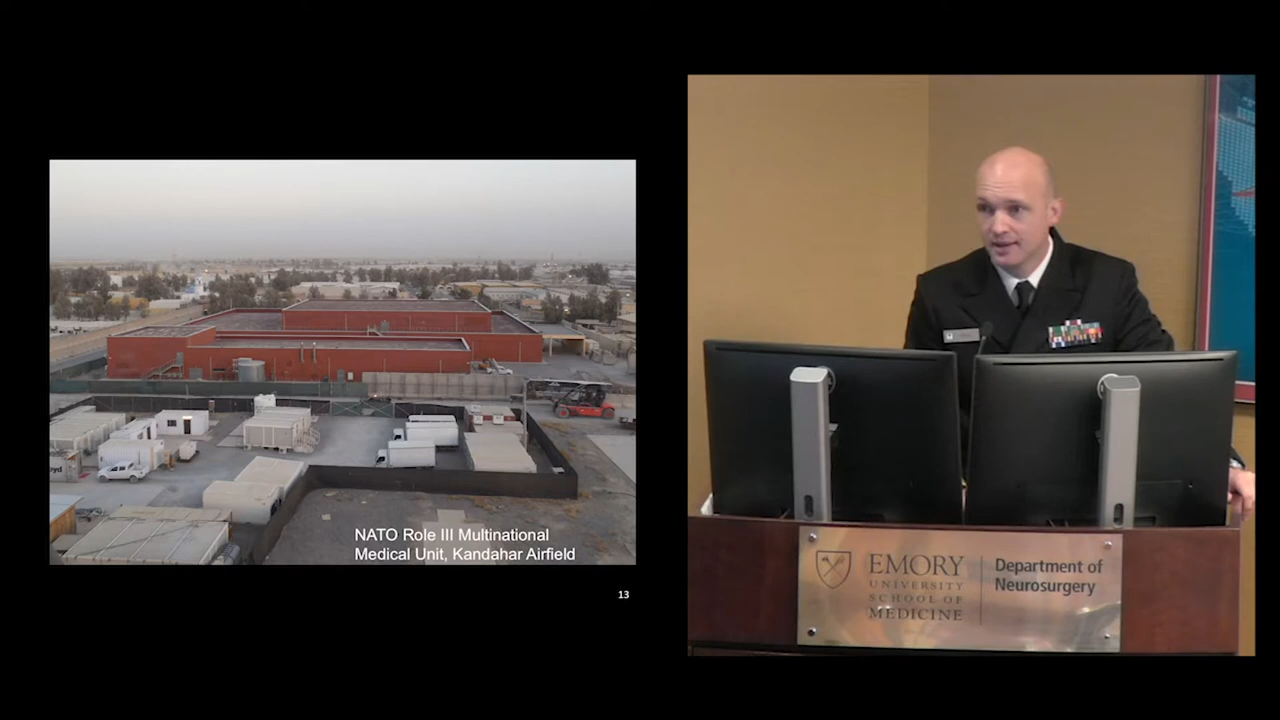 NATO Role III Multinational
Medical Unit, Kandahar Airfield
13
EMORY
UNIVERSITY
SCHOOL OF
MEDICINE
Department of
Neurosurgery